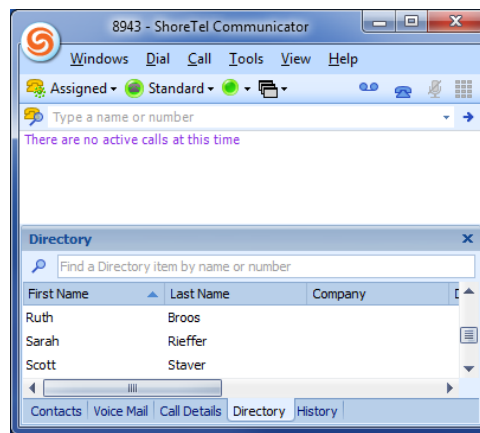 8943 - ShoreTel Communicator
Windows Dial Call Tools View Help
Assigned Standard
Type a name or number
There are no active calls at this time
Directory
Find a Directory item by name or number
First Name Last Name Company D
Ruth Broos
Sarah Rieffer
Scott Staver
Contacts Voice Mail Call Details Directory History